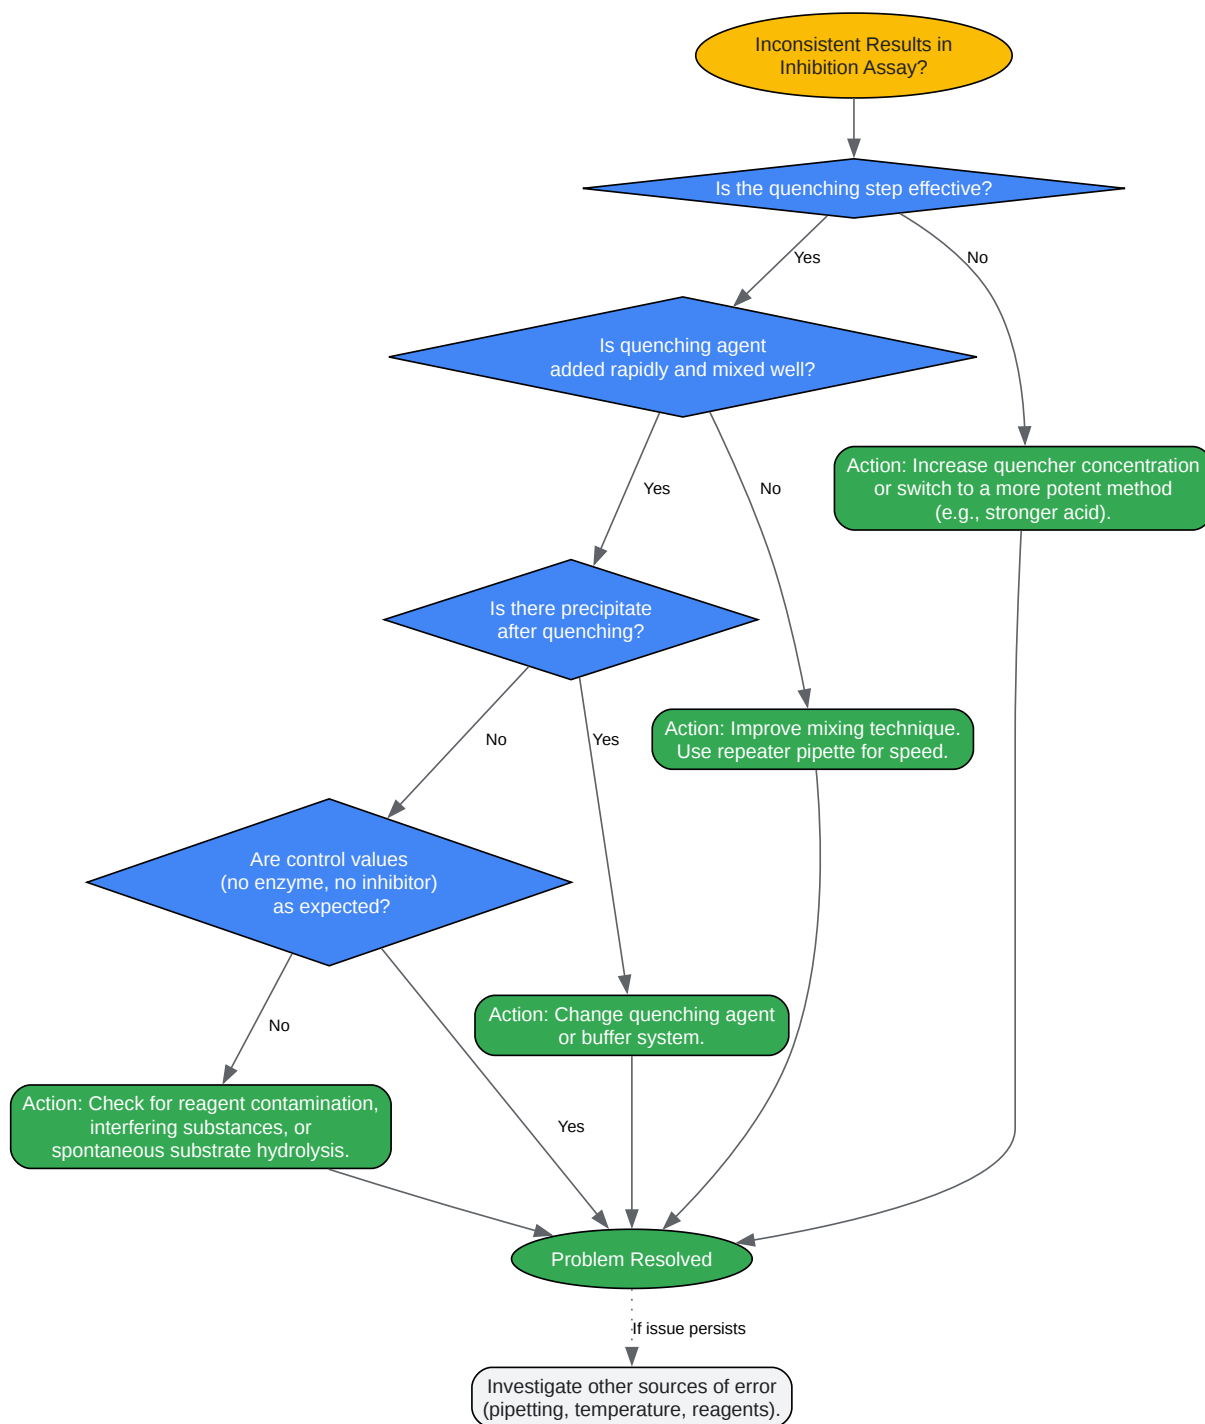 Inconsistent Results in
Inhibition Assay?
Is the quenching step effective?
Yes
No
Is quenching agent
added rapidly and mixed well?
Action: Increase quencher concentration
or switch to a more potent method
(e.g., stronger acid).
Yes
No
Is there precipitate
after quenching?
Action: Improve mixing technique.
Use repeater pipette for speed.
No
Yes
Are control values
(no enzyme, no inhibitor)
as expected?
Action: Change quenching agent
or buffer system.
No
Yes
Action: Check for reagent contamination,
interfering substances, or
spontaneous substrate hydrolysis.
Problem Resolved
If issue persists
Investigate other sources of error
(pipetting, temperature, reagents).